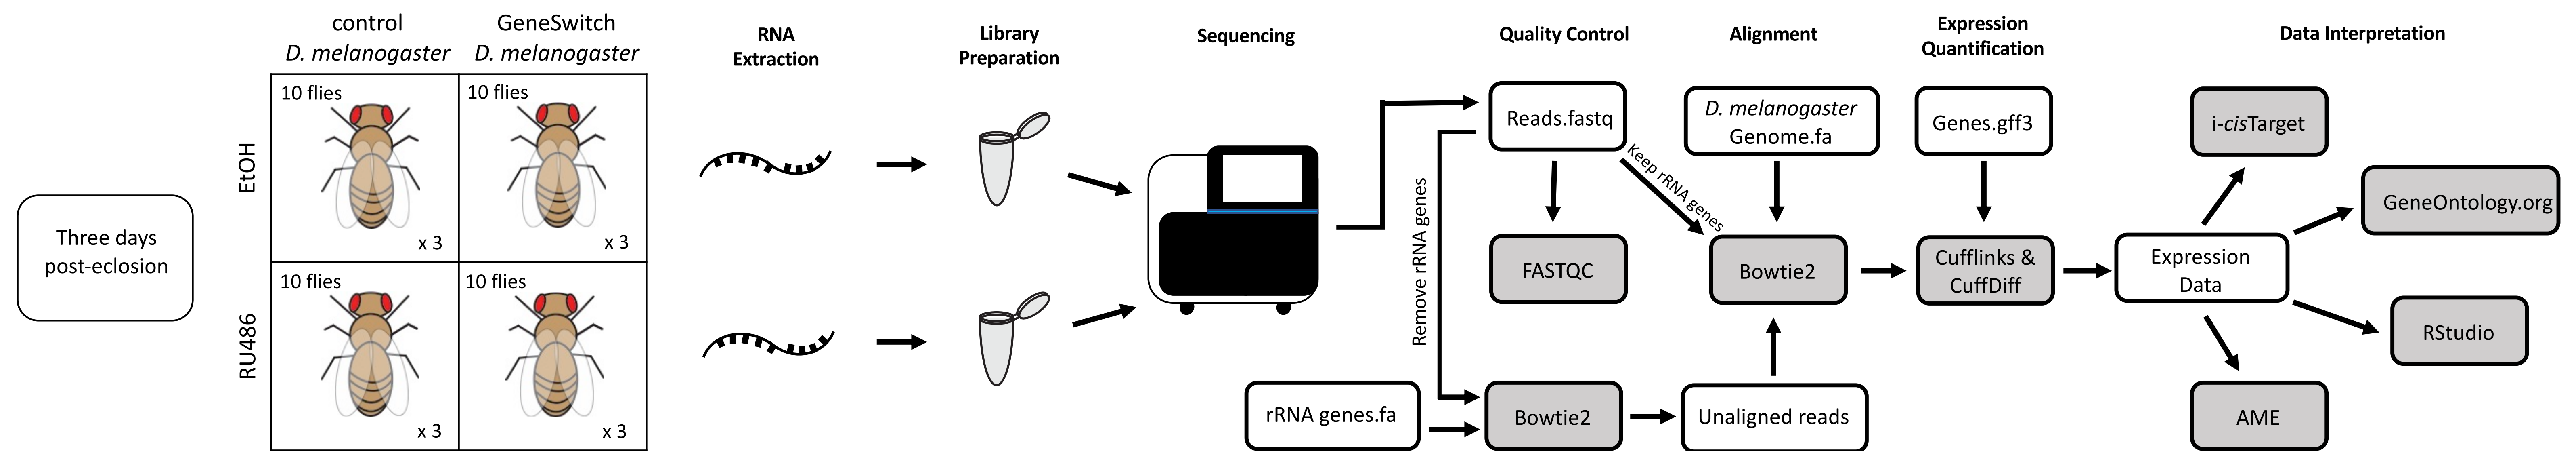 control
D. melanogaster
GeneSwitch
D. melanogaster
RNA
Extraction
Library
Preparation
Sequencing
Quality Control
Alignment
Expression
Quantification
Data Interpretation
Three days
post-eclosion
EtOH
RU486
10 flies
x 3
10 flies
x 3
10 flies
x 3
10 flies
x 3
Reads.fastq
Keep rRNA genes
Remove rRNA genes
FASTQC
rRNA genes.fa
Bowtie2
Unaligned reads
D. melanogaster
Genome.fa
Bowtie2
Genes.gff3
Cufflinks &
CuffDiff
Expression
Data
i-cisTarget
GeneOntology.org
RStudio
AME